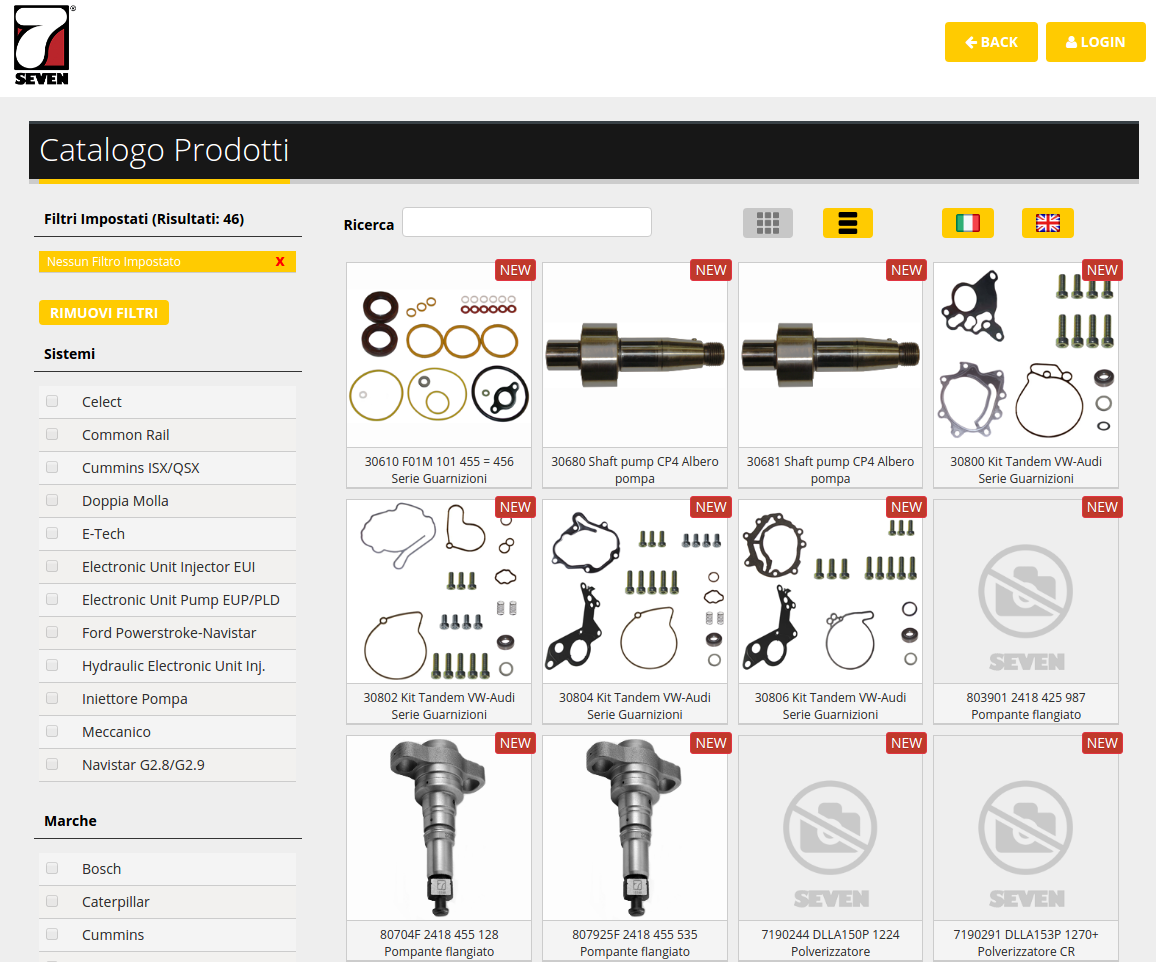 7
®
SEVEN
BACK
LOGIN
Catalogo Prodotti
Filtri Impostati (Risultati: 46)
Nessun Filtro Impostato
X
RIMUOVI FILTRI
Sistemi
Celect
Common Rail
Cummins ISX/QSX
Doppia Molla
E-Tech
Electronic Unit Injector EUI
Electronic Unit Pump EUP/PLD
Ford Powerstroke-Navistar
Hydraulic Electronic Unit Inj.
Iniettore Pompa
Meccanico
Navistar G2.8/G2.9
Marche
Bosch
Caterpillar
Cummins
Ricerca
NEW
30610 F01M 101 455 = 456
Serie Guarnizioni
NEW
30680 Shaft pump CP4 Albero
pompa
NEW
30681 Shaft pump CP4 Albero
pompa
NEW
30800 Kit Tandem VW-Audi
Serie Guarnizioni
NEW
30802 Kit Tandem VW-Audi
Serie Guarnizioni
NEW
30804 Kit Tandem VW-Audi
Serie Guarnizioni
NEW
30806 Kit Tandem VW-Audi
Serie Guarnizioni
NEW
SEVEN
803901 2418 425 987
Pompante flangiato
NEW
80704F 2418 455 128
Pompante flangiato
NEW
807925F 2418 455 535
Pompante flangiato
NEW
SEVEN
7190244 DLLA150P 1224
Polverizzatore
NEW
SEVEN
7190291 DLLA153P 1270+
Polverizzatore CR